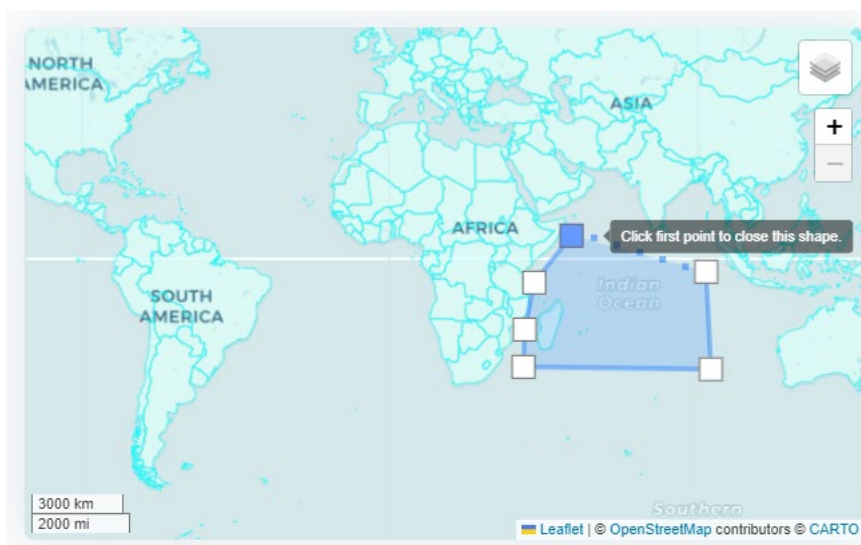 NORTH
AMERICA
ASIA
+
−
AFRICA
Click first point to close this shape.
Indian
Ocean
SOUTH
AMERICA
3000 km
2000 mi
Southern
Leaflet | © OpenStreetMap contributors © CARTO